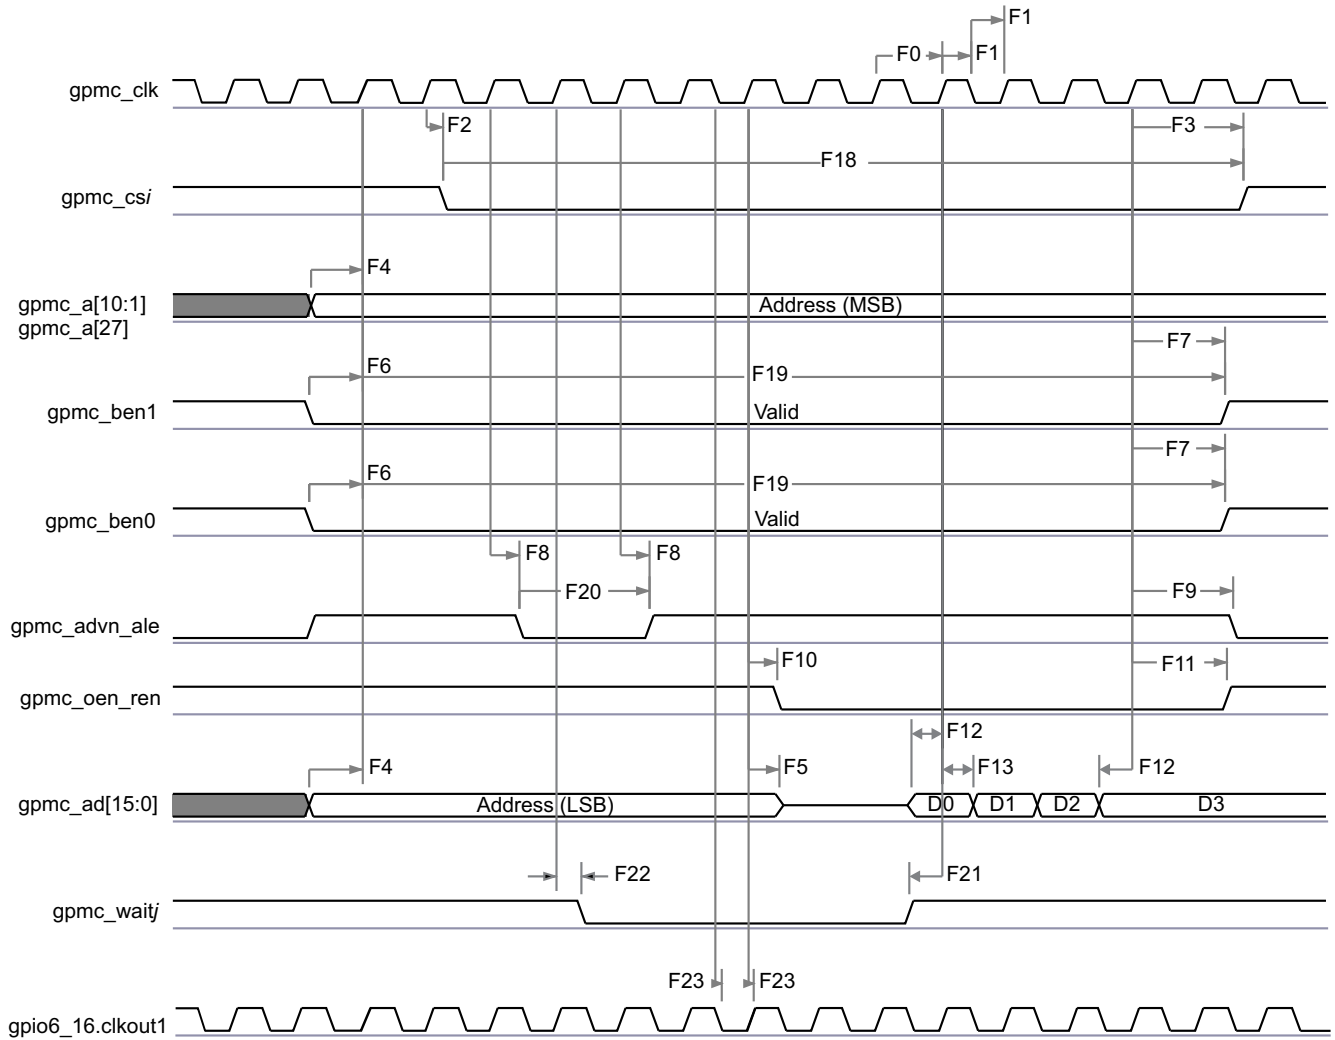 F1
F0
F1
gpmc_clk
F2
F3
F18
gpmc_csi
F4
gpmc_a[10:1]
Address (MSB)
gpmc_a[27]
F7
F6
F19
gpmc_ben1
Valid
F7
F6
F19
gpmc_ben0
Valid
F8
F8
F20
F9
gpmc_advn_ale
F10
F11
gpmc_oen_ren
F12
F4
F5
F13
F12
gpmc_ad[15:0]
Address (LSB)
D0
D1
D2
D3
F22
F21
gpmc_waitj
F23
F23
gpio6_16.clkout1